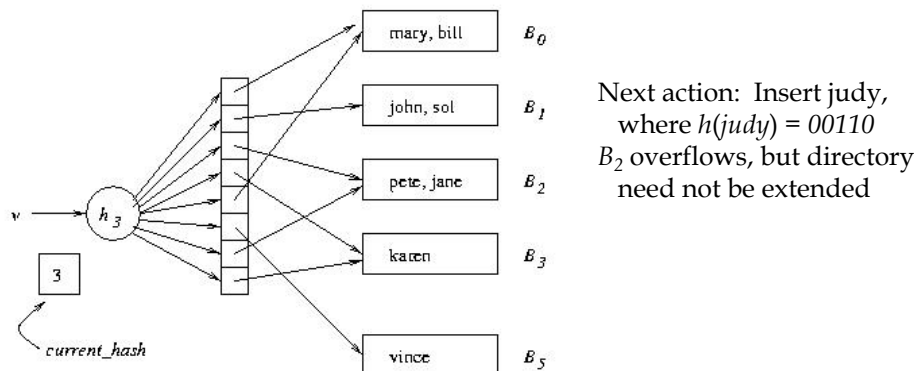 mary, bill
B0
john, sol
B1
pete, jane
B2
karen
B3
vince
B5
v
h3
3
current_hash
Next action: Insert judy,
where h(judy) = 00110
B2 overflows, but directory
need not be extended